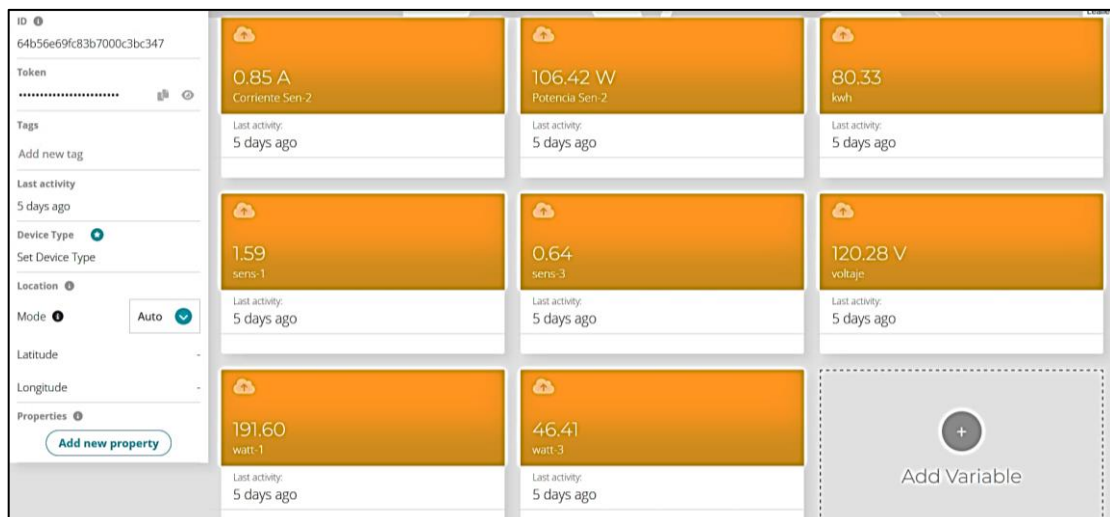 ID
64b56e69fc83b7000c3bc347
Token
Tags
Add new tag
Last activity
5 days ago
Device Type
Set Device Type
Location
Mode
Auto
Latitude
-
Longitude
-
Properties
Add new property
0.85 A
Corriente Sen-2
Last activity:
5 days ago
106.42 W
Potencia Sen-2
Last activity:
5 days ago
80.33
kwh
Last activity:
5 days ago
1.59
sens-1
Last activity:
5 days ago
0.64
sens-3
Last activity:
5 days ago
120.28 V
voltaje
Last activity:
5 days ago
191.60
watt-1
Last activity:
5 days ago
46.41
watt-3
Last activity:
5 days ago
+
Add Variable